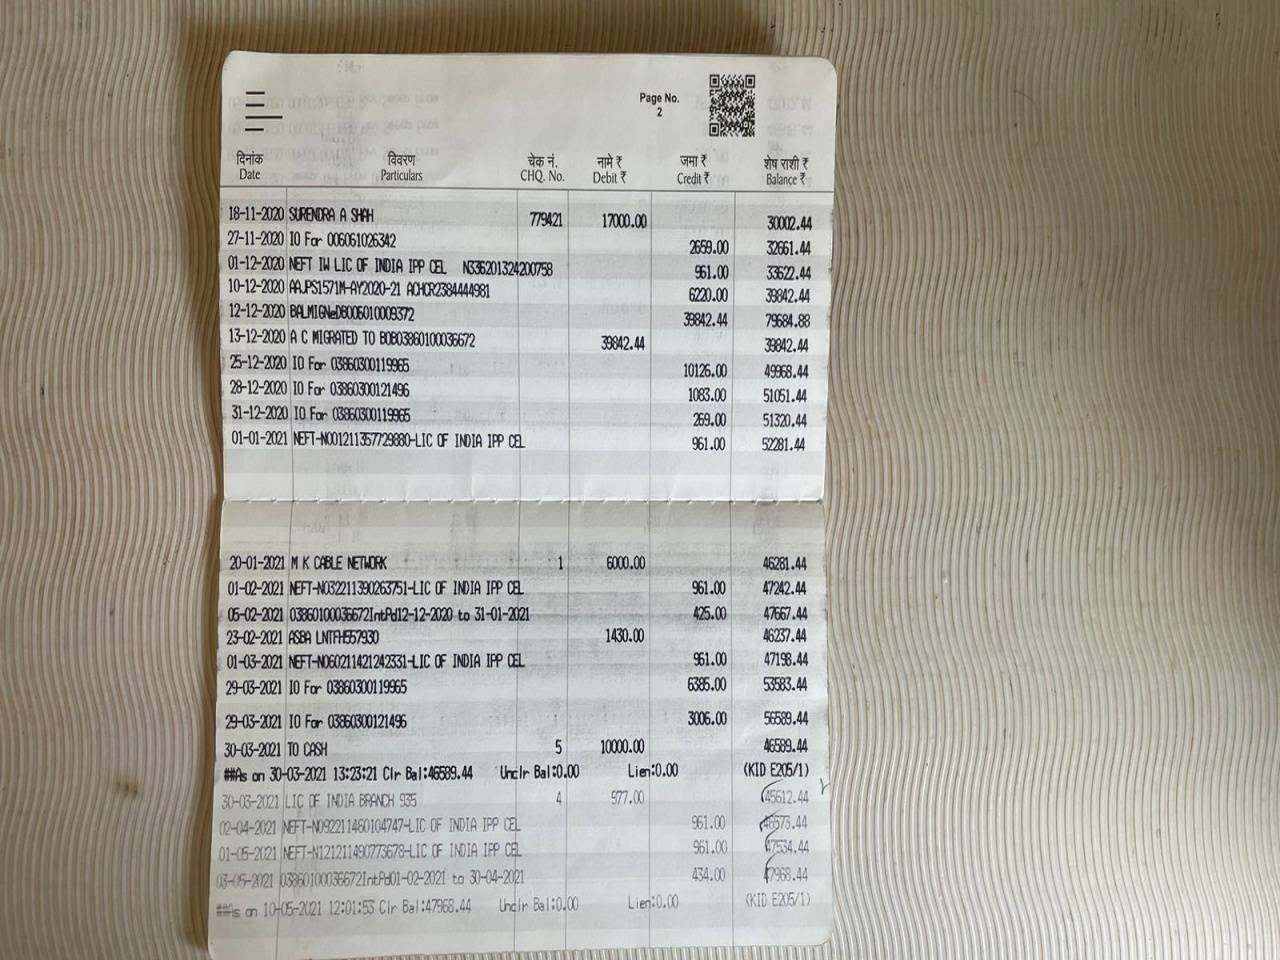 Page No.
2
दिनांक विवरण चेक नं. नामे ₹ जमा ₹ शेष राशी ₹
Date Particulars CHQ. No. Debit ₹ Credit ₹ Balance ₹
18-11-2020 SURENDRA A SHAH 779421 17000.00 30002.44
27-11-2020 IO For 006061026342 2659.00 32661.44
01-12-2020 NEFT IW LIC OF INDIA IPP CEL N336201324200758 961.00 33622.44
10-12-2020 AAJPS1571M-AY2020-21 ACHCR2384444981 6220.00 39842.44
12-12-2020 BALMIGNeDB006010009372 39842.44 79684.88
13-12-2020 A C MIGRATED TO BOB03860100036672 39842.44 39842.44
25-12-2020 IO For 03860300119965 10126.00 49968.44
28-12-2020 IO For 03860300121496 1083.00 51051.44
31-12-2020 IO For 03860300119965 269.00 51320.44
01-01-2021 NEFT-N001211357729880-LIC OF INDIA IPP CEL 961.00 52281.44
20-01-2021 M K CABLE NETWORK 1 6000.00 46281.44
01-02-2021 NEFT-N032211390263751-LIC OF INDIA IPP CEL 961.00 47242.44
05-02-2021 03860100036672IntPd12-12-2020 to 31-01-2021 425.00 47667.44
23-02-2021 ASBA LNTFH557930 1430.00 46237.44
01-03-2021 NEFT-N060211421242331-LIC OF INDIA IPP CEL 961.00 47198.44
29-03-2021 IO For 03860300119965 6385.00 53583.44
29-03-2021 IO For 03860300121496 3006.00 56589.44
30-03-2021 TO CASH 5 10000.00 46589.44
##As on 30-03-2021 13:23:21 Clr Bal:46589.44 Unclr Bal:0.00 Lien:0.00 (KID E205/1)
30-03-2021 LIC OF INDIA BRANCH 935 4 977.00 45612.44
02-04-2021 NEFT-N092211460104747-LIC OF INDIA IPP CEL 961.00 46573.44
01-05-2021 NEFT-N121211490773678-LIC OF INDIA IPP CEL 961.00 47534.44
03-05-2021 03860100036672IntPd01-02-2021 to 30-04-2021 434.00 47968.44
##As on 10-05-2021 12:01:53 Clr Bal:47968.44 Unclr Bal:0.00 Lien:0.00 (KID E205/1)